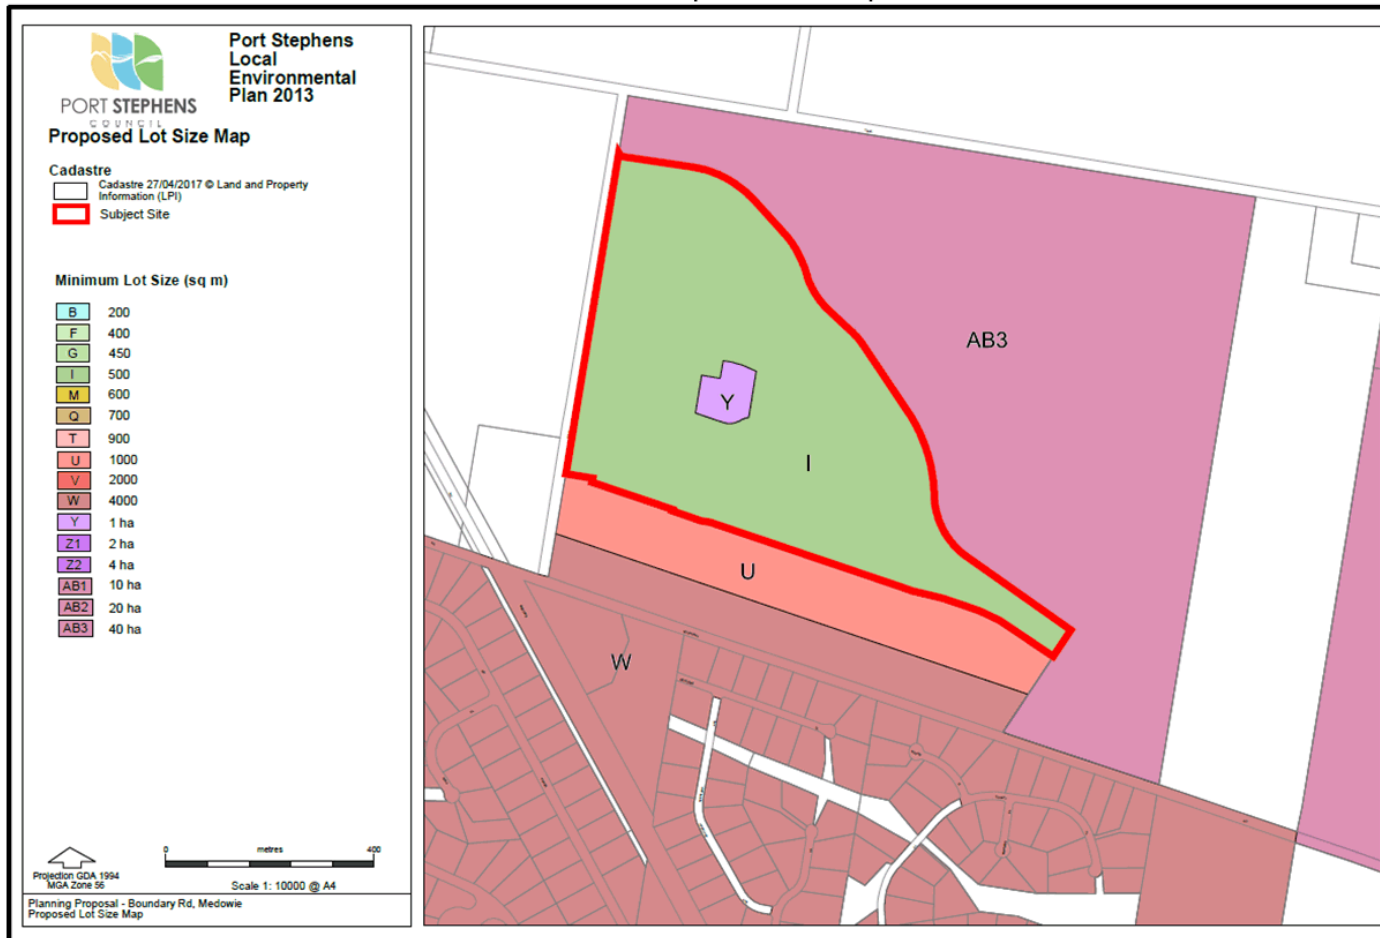 Port Stephens
Local
Environmental
Plan 2013
PORT STEPHENS
COUNCIL
Proposed Lot Size Map
Cadastre
Cadastre 27/04/2017 © Land and Property
Information (LPI)
Subject Site
Minimum Lot Size (sq m)
B 200
F 400
G 450
I 500
M 600
Q 700
T 900
U 1000
V 2000
W 4000
Y 1 ha
Z1 2 ha
Z2 4 ha
AB1 10 ha
AB2 20 ha
AB3 40 ha
0 metres 400
Projection GDA 1994
MGA Zone 56
Scale 1: 10000 @ A4
Planning Proposal - Boundary Rd, Medowie
Proposed Lot Size Map
AB3
Y
I
U
W